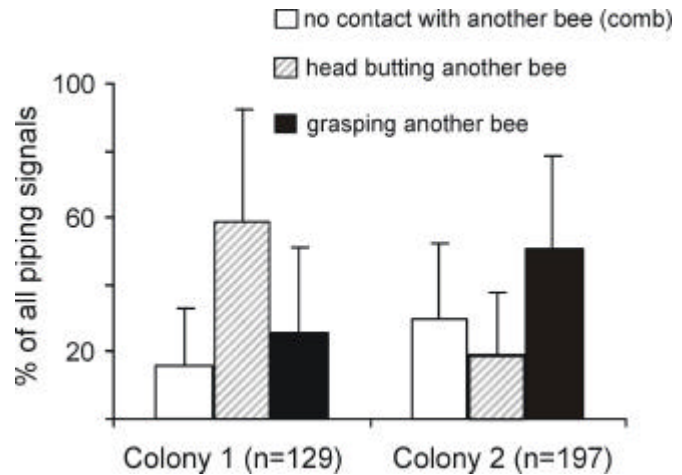 no contact with another bee (comb)
head butting another bee
grasping another bee
% of all piping signals
100
60
20
Colony 1 (n=129)
Colony 2 (n=197)